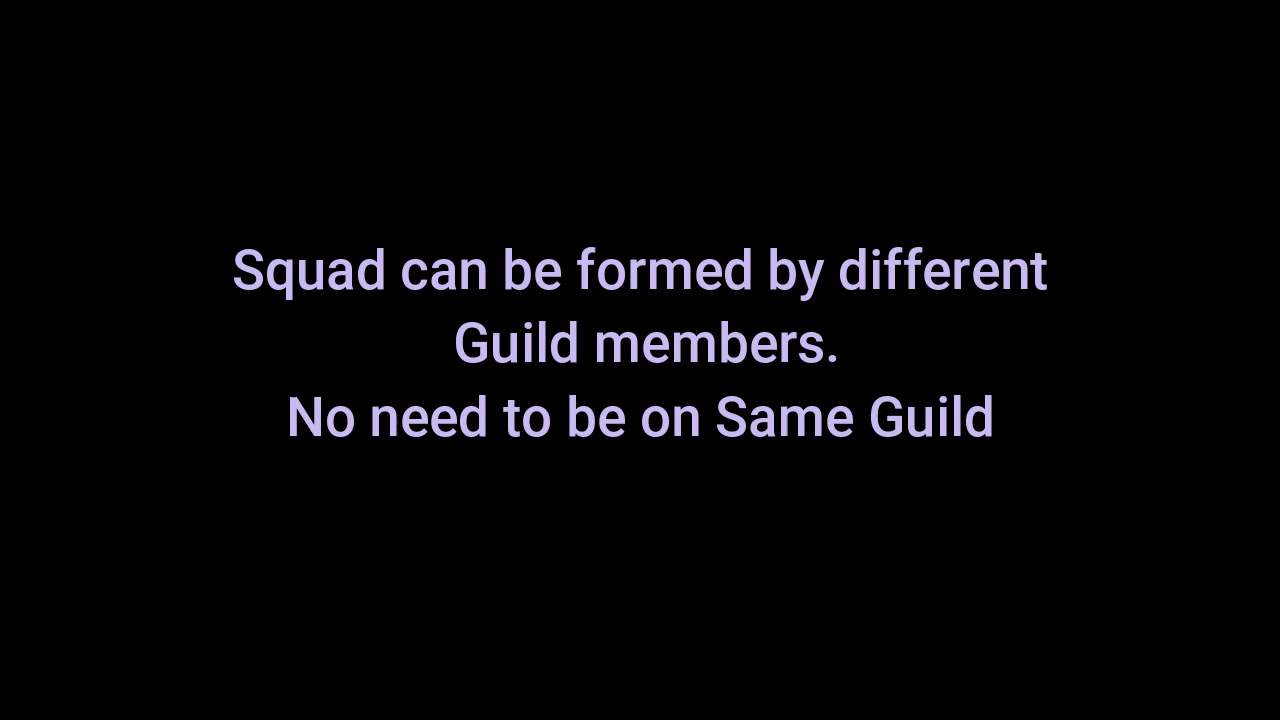 Squad can be formed by different
Guild members.
No need to be on Same Guild